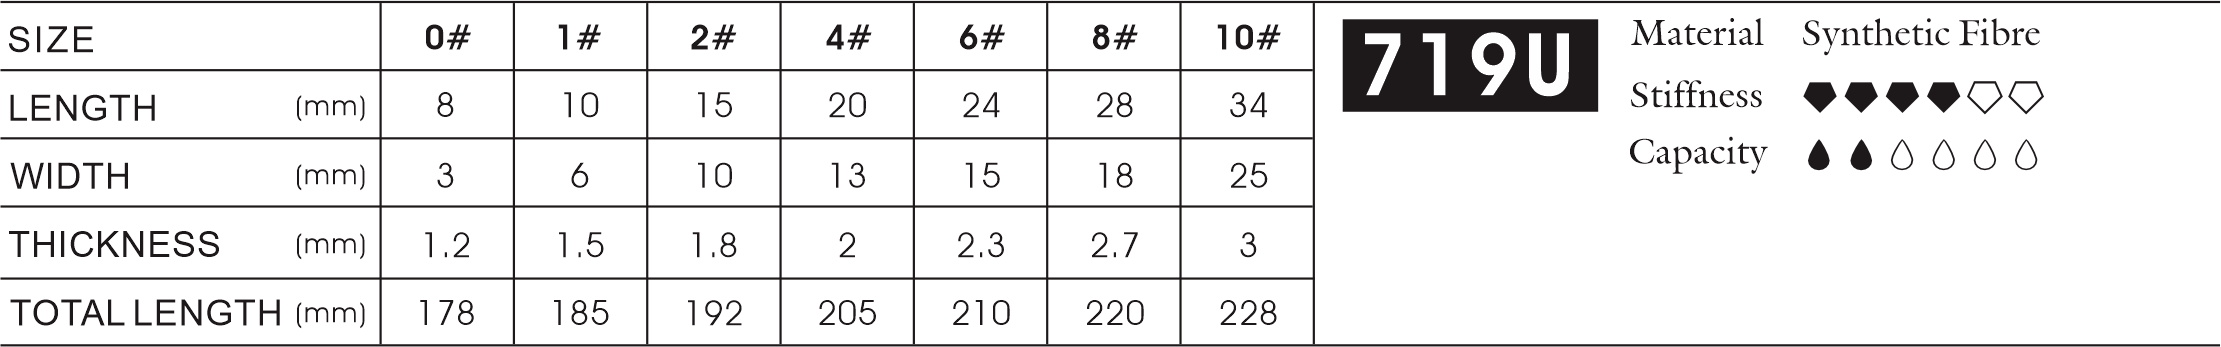 SIZE 0# 1# 2# 4# 6# 8# 10#
LENGTH (mm) 8 10 15 20 24 28 34
WIDTH (mm) 3 6 10 13 15 18 25
THICKNESS (mm) 1.2 1.5 1.8 2 2.3 2.7 3
TOTAL LENGTH (mm) 178 185 192 205 210 220 228
719U
Material Synthetic Fibre
Stiffness
Capacity